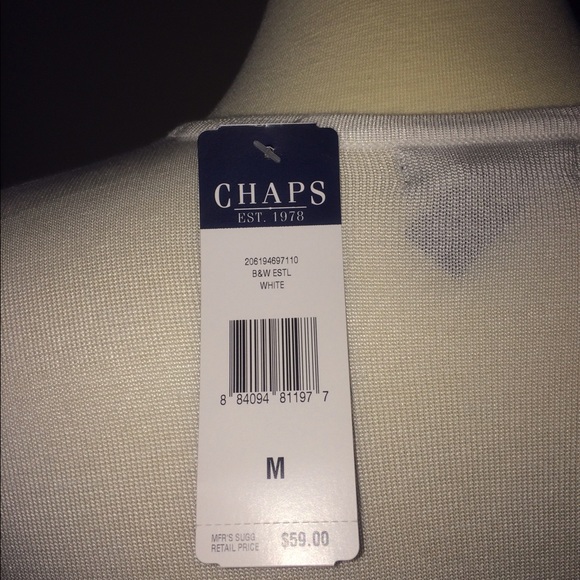 CHAPS
EST. 1978
206194697110
B&W ESTL
WHITE
8 84094 81197 7
M
MFR'S SUGG.
RETAIL PRICE $59.00